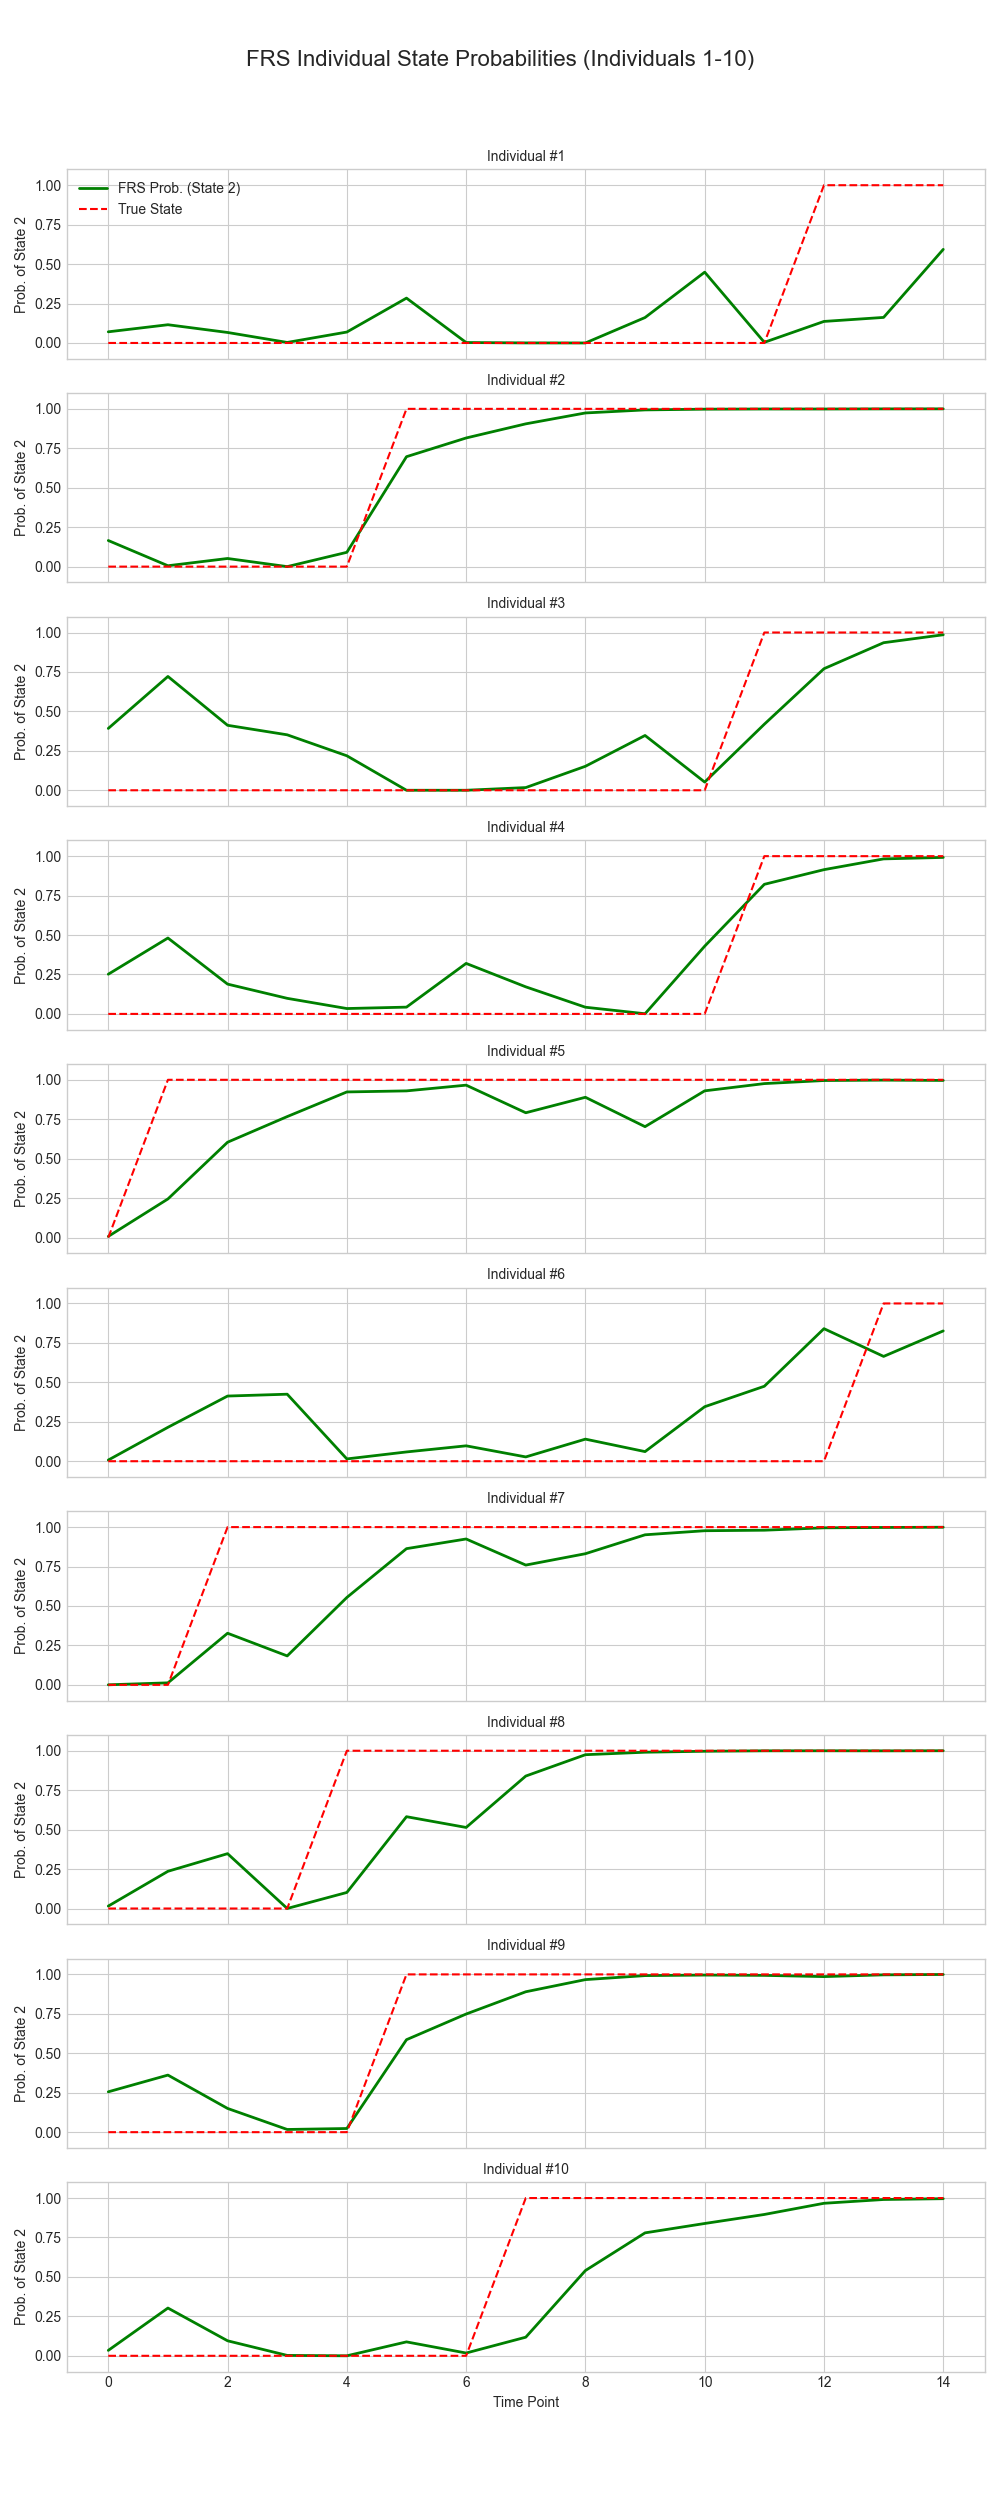 FRS Individual State Probabilities (Individuals 1-10)
Individual #1
FRS Prob. (State 2)
True State
1.00
0.75
0.50
0.25
0.00
Prob. of State 2
Individual #2
1.00
0.75
0.50
0.25
0.00
Prob. of State 2
Individual #3
1.00
0.75
0.50
0.25
0.00
Prob. of State 2
Individual #4
1.00
0.75
0.50
0.25
0.00
Prob. of State 2
Individual #5
1.00
0.75
0.50
0.25
0.00
Prob. of State 2
Individual #6
1.00
0.75
0.50
0.25
0.00
Prob. of State 2
Individual #7
1.00
0.75
0.50
0.25
0.00
Prob. of State 2
Individual #8
1.00
0.75
0.50
0.25
0.00
Prob. of State 2
Individual #9
1.00
0.75
0.50
0.25
0.00
Prob. of State 2
Individual #10
1.00
0.75
0.50
0.25
0.00
Prob. of State 2
0 2 4 6 8 10 12 14
Time Point